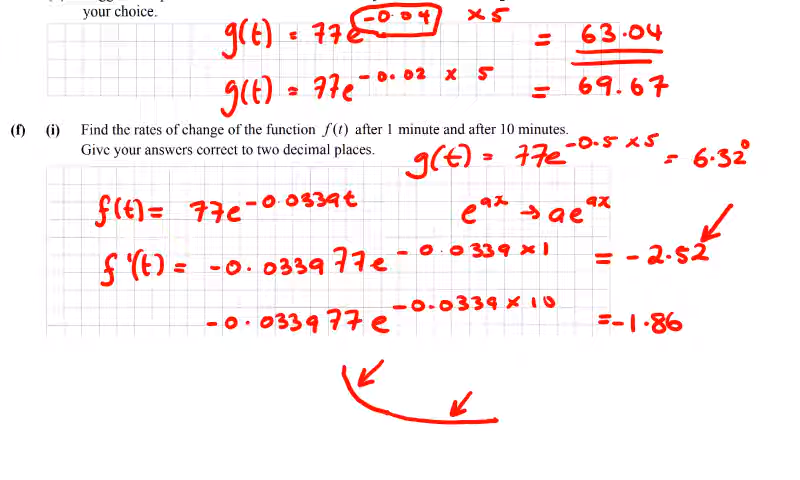 your choice.
g(t) = 77e^-0.04 × 5 = 63.04
g(t) = 77e^-0.02 × 5 = 69.67
(f) (i) Find the rates of change of the function f(t) after 1 minute and after 10 minutes.
Give your answers correct to two decimal places.
g(t) = 77e^-0.5 × 5 = 6.32°
f(t) = 77e^-0.0339t
e^ax → ae^ax
f'(t) = -0.0339 77e^-0.0339 × 1 = -2.52
-0.0339 77e^-0.0339 × 10 = -1.86